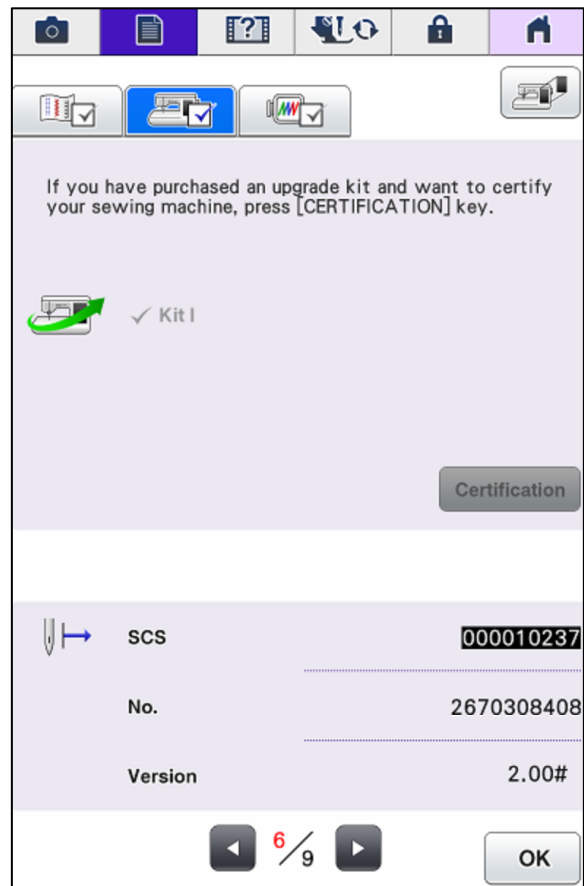 If you have purchased an upgrade kit and want to certify
your sewing machine, press [CERTIFICATION] key.
✓ Kit I
Certification
SCS 000010237
No. 2670308408
Version 2.00#
6/9
OK